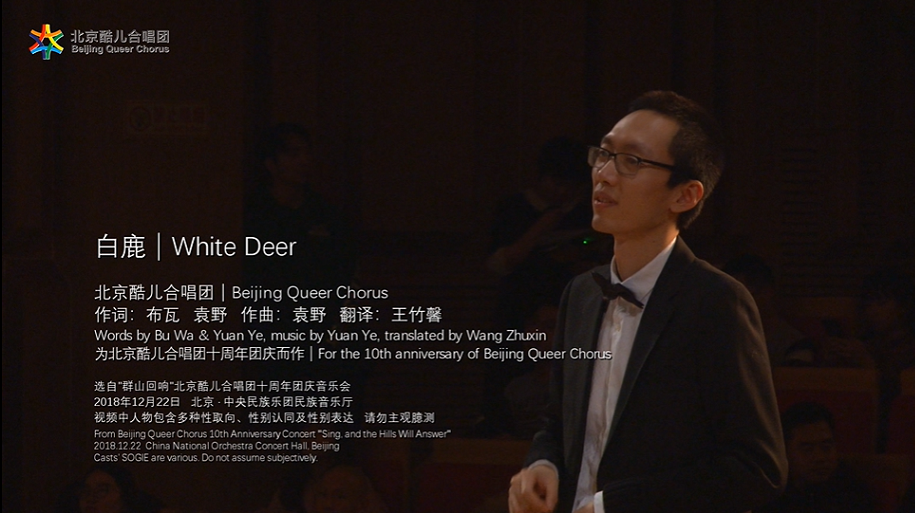 北京酷儿合唱团
Beijing Queer Chorus
白鹿 | White Deer
北京酷儿合唱团 | Beijing Queer Chorus
作词：布瓦 袁野 作曲：袁野 翻译：王竹馨
Words by Bu Wa & Yuan Ye, music by Yuan Ye, translated by Wang Zhuxin
为北京酷儿合唱团十周年团庆而作 | For the 10th anniversary of Beijing Queer Chorus
选自"群山回响"北京酷儿合唱团十周年团庆音乐会
2018年12月22日 北京 · 中央民族乐团民族音乐厅
视频中人物包含多种性取向、性别认同及性别表达 请勿主观臆测
From Beijing Queer Chorus 10th Anniversary Concert "Sing, and the Hills Will Answer"
2018.12.22 China National Orchestra Concert Hall, Beijing
Casts' SOGIE are various. Do not assume subjectively.